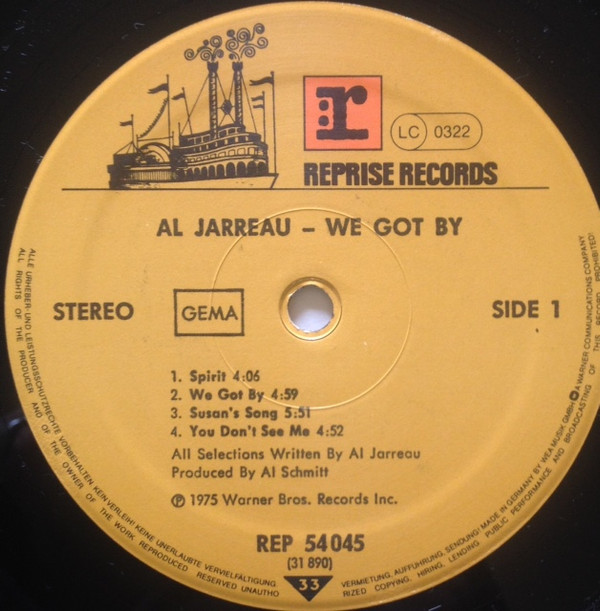 r
LC 0322
REPRISE RECORDS
AL JARREAU – WE GOT BY
STEREO
GEMA
SIDE 1
1. Spirit 4:06
2. We Got By 4:59
3. Susan's Song 5:51
4. You Don't See Me 4:52
All Selections Written By Al Jarreau
Produced By Al Schmitt
℗ 1975 Warner Bros. Records Inc.
REP 54 045
(31 890)
33
ALLE URHEBER- UND LEISTUNGSSCHUTZRECHTE VORBEHALTEN KEIN VERLEIH! KEINE UNERLAUBTE VERVIELFÄLTIGUNG,
VERMIETUNG, AUFFÜHRUNG, SENDUNG! MADE IN GERMANY BY WEA MUSIK GMBH A WARNER COMMUNICATIONS COMPANY
ALL RIGHTS OF THE PRODUCER AND OF THE OWNER OF THE WORK REPRODUCED RESERVED UNAUTHO
RIZED COPYING, HIRING, LENDING PUBLIC PERFORMANCE AND BROADCASTING OF THIS RECORD PROHIBITED!